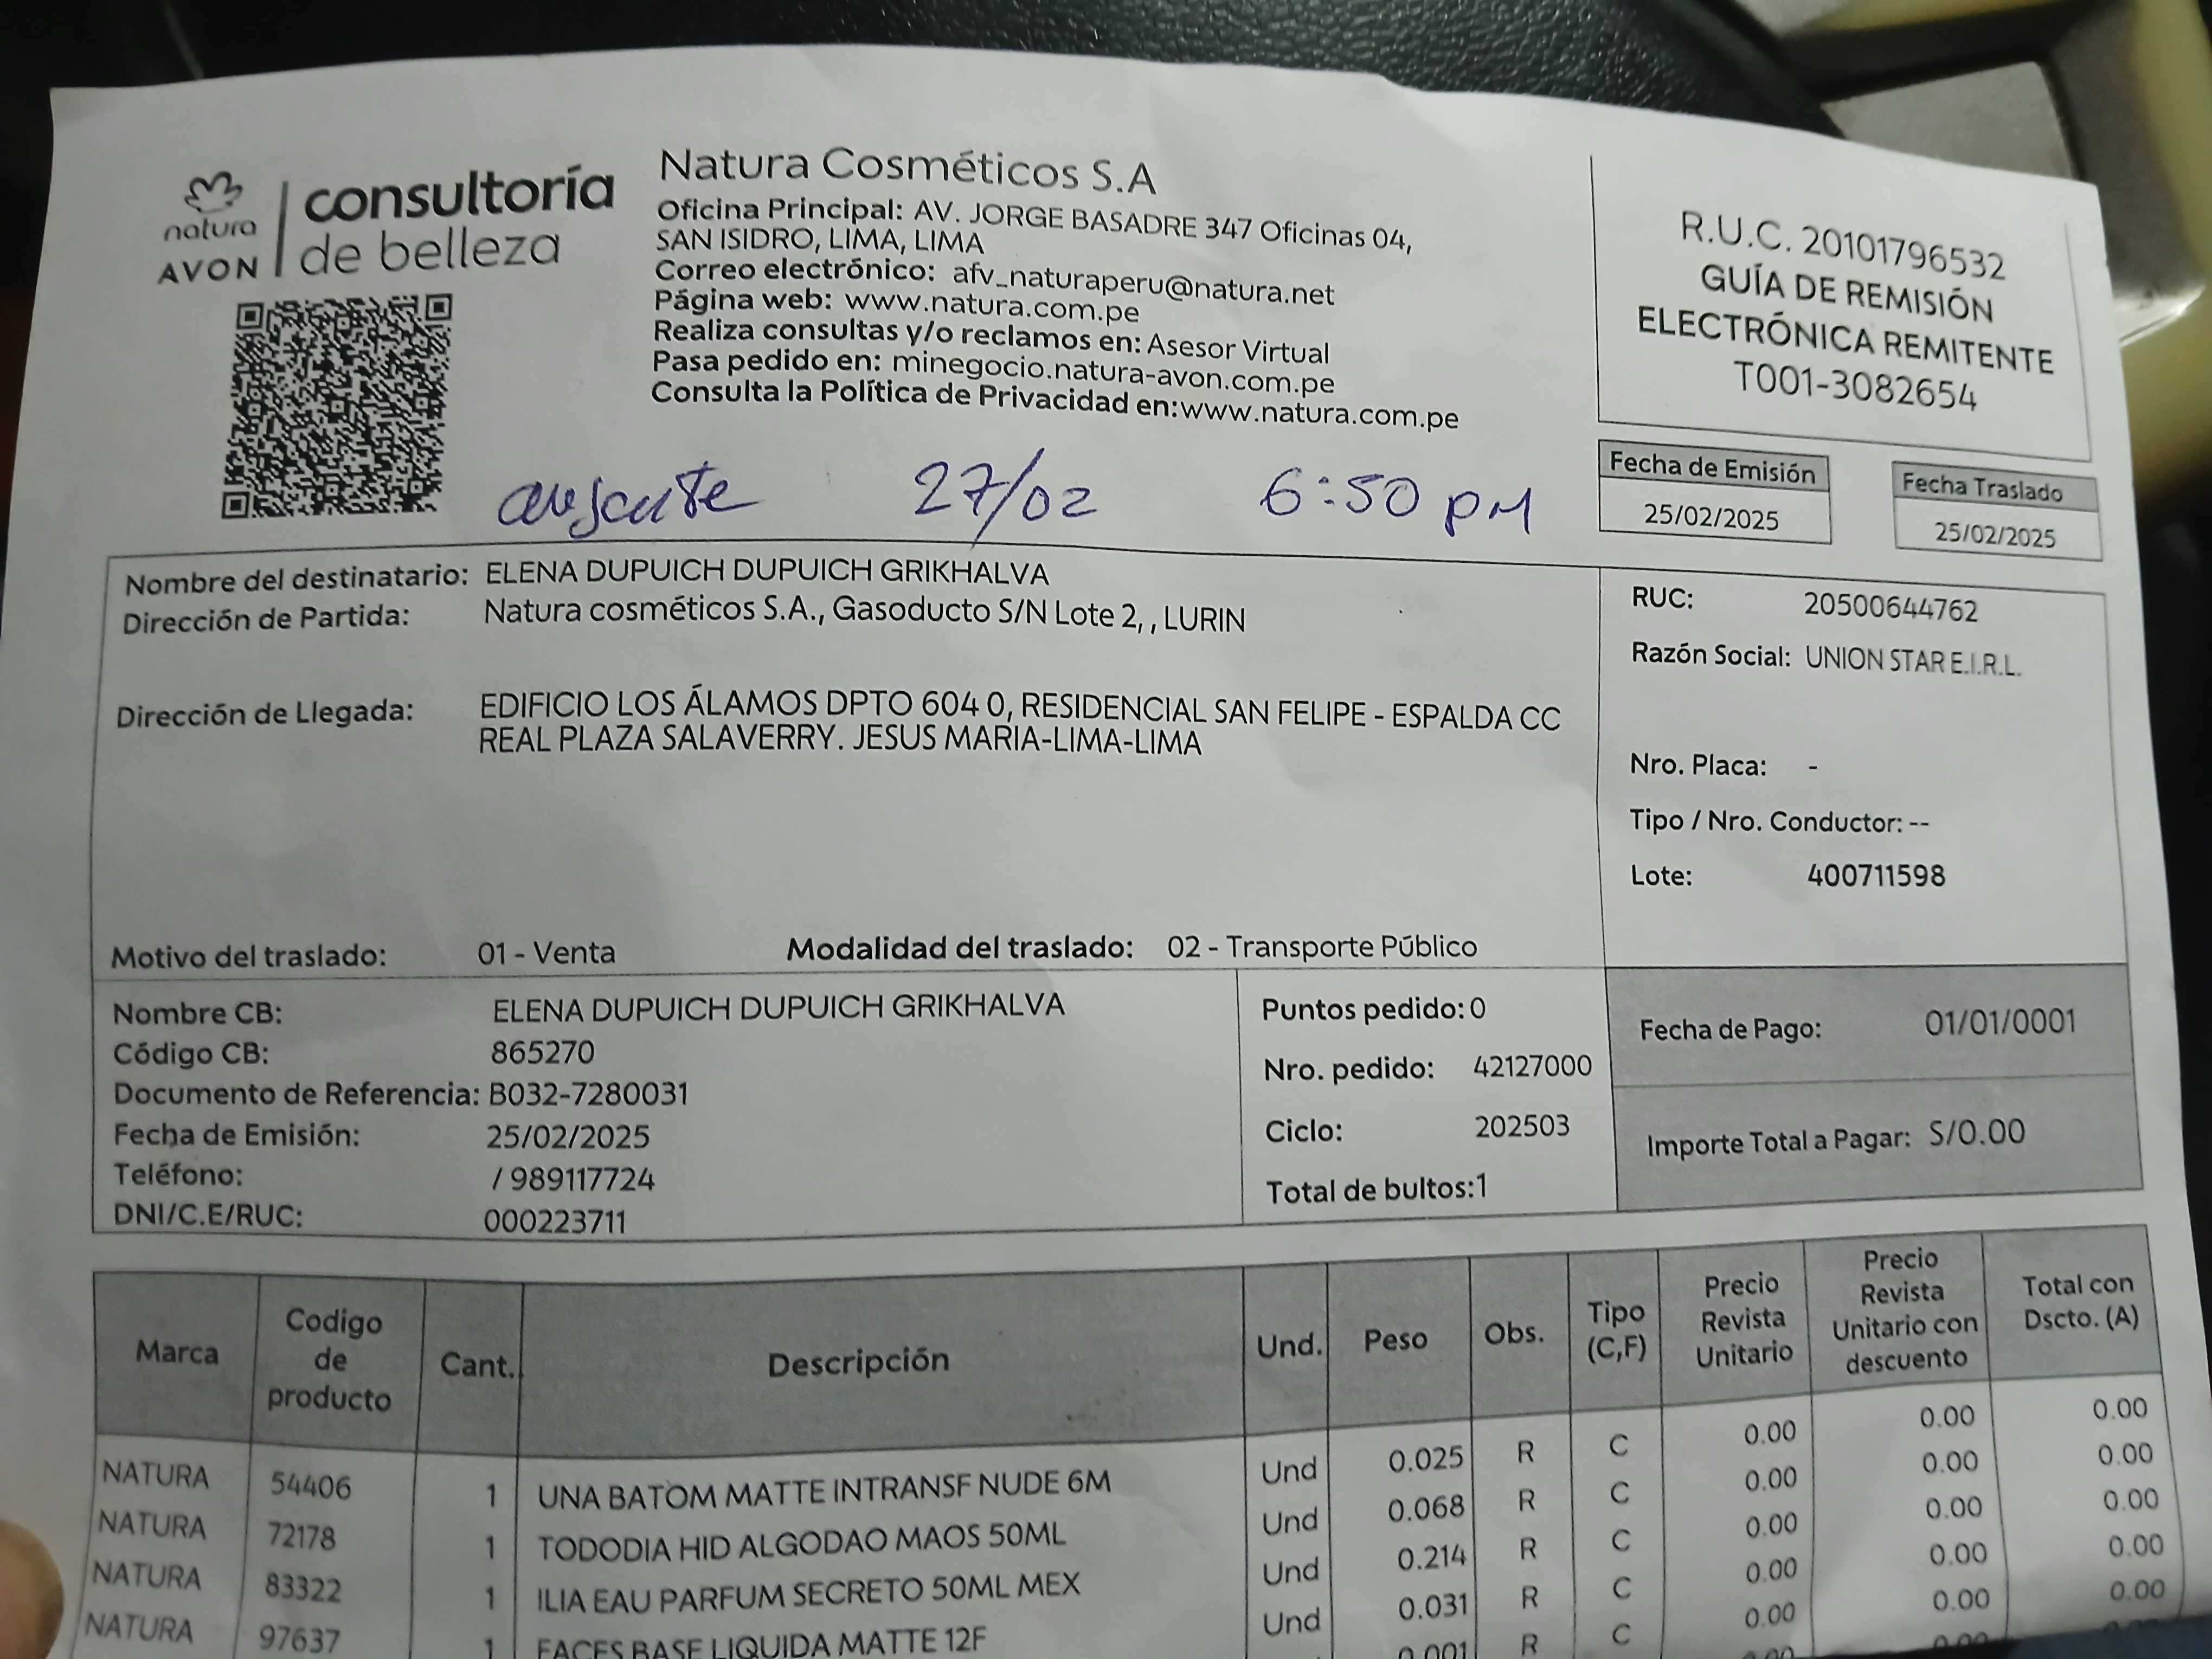 natura
AVON
consultoría
de belleza
Natura Cosméticos S.A
Oficina Principal: AV. JORGE BASADRE 347 Oficinas 04,
SAN ISIDRO, LIMA, LIMA
Correo electrónico: afv_naturaperu@natura.net
Página web: www.natura.com.pe
Realiza consultas y/o reclamos en: Asesor Virtual
Pasa pedido en: minegocio.natura-avon.com.pe
Consulta la Política de Privacidad en:www.natura.com.pe
R.U.C. 20101796532
GUÍA DE REMISIÓN
ELECTRÓNICA REMITENTE
T001-3082654
27/02 6:50 pM
Fecha de Emisión
25/02/2025
Fecha Traslado
25/02/2025
Nombre del destinatario: ELENA DUPUICH DUPUICH GRIKHALVA
Dirección de Partida: Natura cosméticos S.A., Gasoducto S/N Lote 2, , LURIN
Dirección de Llegada: EDIFICIO LOS ÁLAMOS DPTO 604 0, RESIDENCIAL SAN FELIPE - ESPALDA CC
REAL PLAZA SALAVERRY. JESUS MARIA-LIMA-LIMA
Motivo del traslado: 01 - Venta Modalidad del traslado: 02 - Transporte Público
RUC: 20500644762
Razón Social: UNION STAR E.I.R.L.
Nro. Placa: -
Tipo / Nro. Conductor: --
Lote: 400711598
Nombre CB: ELENA DUPUICH DUPUICH GRIKHALVA
Código CB: 865270
Documento de Referencia: B032-7280031
Fecha de Emisión: 25/02/2025
Teléfono: / 989117724
DNI/C.E/RUC: 000223711
Puntos pedido: 0
Nro. pedido: 42127000
Ciclo: 202503
Total de bultos:1
Fecha de Pago: 01/01/0001
Importe Total a Pagar: S/0.00
Marca Codigo de producto Cant. Descripción Und. Peso Obs. Tipo (C,F) Precio Revista Unitario Precio Revista Unitario con descuento Total con Dscto. (A)
NATURA 54406 1 UNA BATOM MATTE INTRANSF NUDE 6M Und 0.025 R C 0.00 0.00 0.00
NATURA 72178 1 TODODIA HID ALGODAO MAOS 50ML Und 0.068 R C 0.00 0.00 0.00
NATURA 83322 1 ILIA EAU PARFUM SECRETO 50ML MEX Und 0.214 R C 0.00 0.00 0.00
NATURA 97637 1 FACES BASE LIQUIDA MATTE 12F Und 0.031 R C 0.00 0.00 0.00
0.001 R C 0.00 0.00 0.00